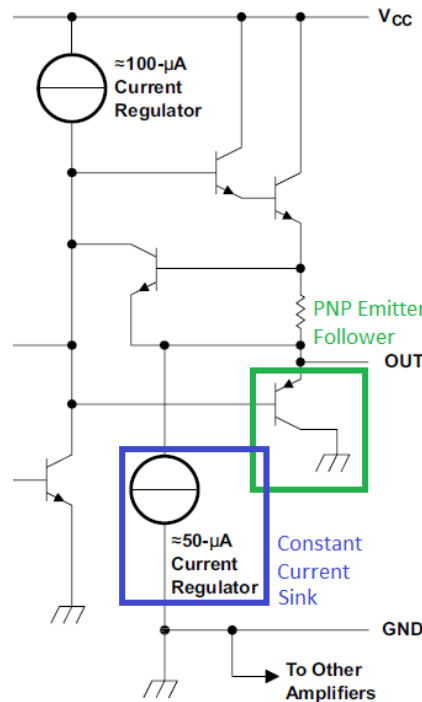 V_CC
≈100-µA
Current
Regulator
PNP Emitter
Follower
OUT
≈50-µA
Current
Regulator
Constant
Current
Sink
GND
To Other
Amplifiers